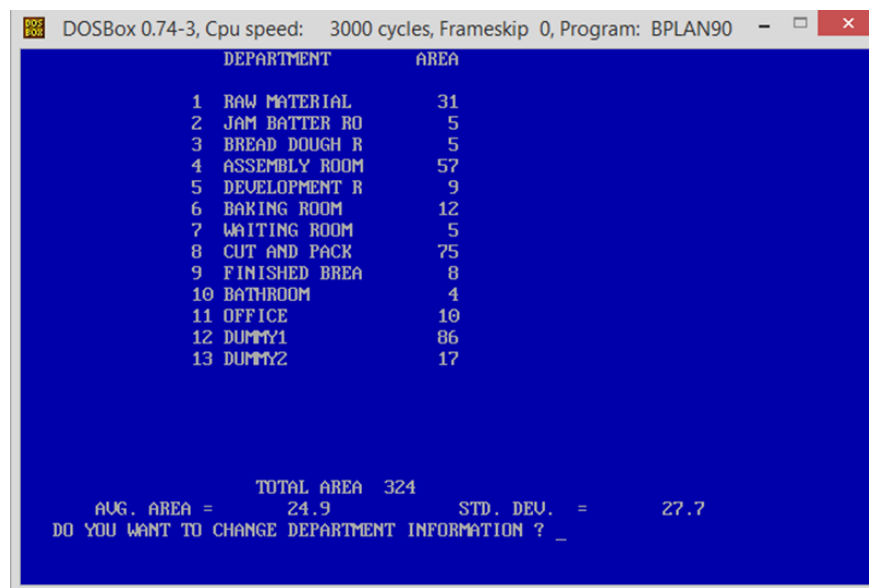 DOSBox 0.74-3, Cpu speed: 3000 cycles, Frameskip 0, Program: BPLAN90
DEPARTMENT AREA
1 RAW MATERIAL 31
2 JAM BATTER RO 5
3 BREAD DOUGH R 5
4 ASSEMBLY ROOM 57
5 DEVELOPMENT R 9
6 BAKING ROOM 12
7 WAITING ROOM 5
8 CUT AND PACK 75
9 FINISHED BREA 8
10 BATHROOM 4
11 OFFICE 10
12 DUMMY1 86
13 DUMMY2 17
TOTAL AREA 324
AVG. AREA = 24.9 STD. DEV. = 27.7
DO YOU WANT TO CHANGE DEPARTMENT INFORMATION ? _